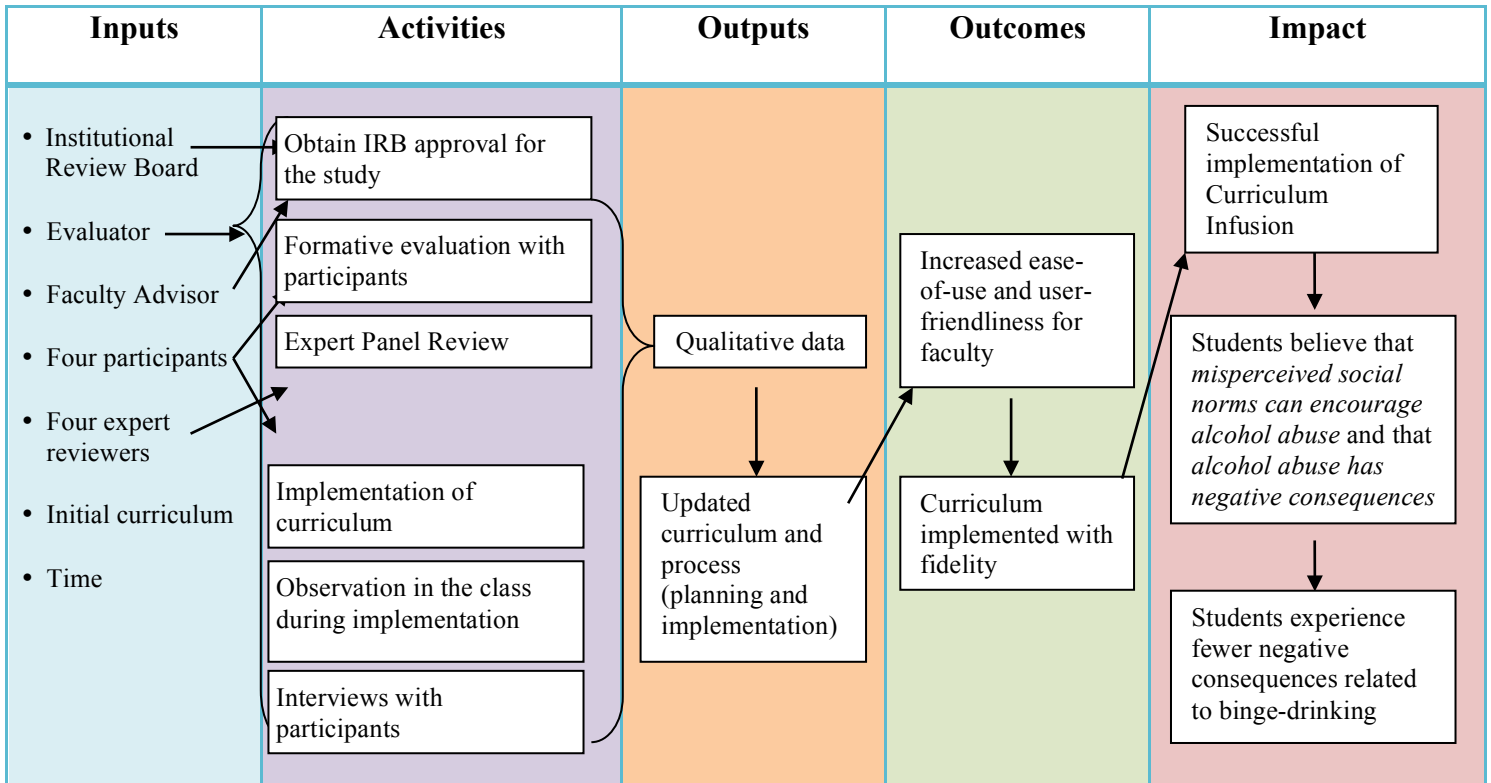 Inputs
Activities
Outputs
Outcomes
Impact
• Institutional
Review Board
• Evaluator
• Faculty Advisor
• Four participants
• Four expert
reviewers
• Initial curriculum
• Time
Obtain IRB approval for
the study
Formative evaluation with
participants
Expert Panel Review
Implementation of
curriculum
Observation in the class
during implementation
Interviews with
participants
Qualitative data
Updated
curriculum and
process
(planning and
implementation)
Increased ease-
of-use and user-
friendliness for
faculty
Curriculum
implemented with
fidelity
Successful
implementation of
Curriculum
Infusion
Students believe that
misperceived social
norms can encourage
alcohol abuse and that
alcohol abuse has
negative consequences
Students experience
fewer negative
consequences related
to binge-drinking